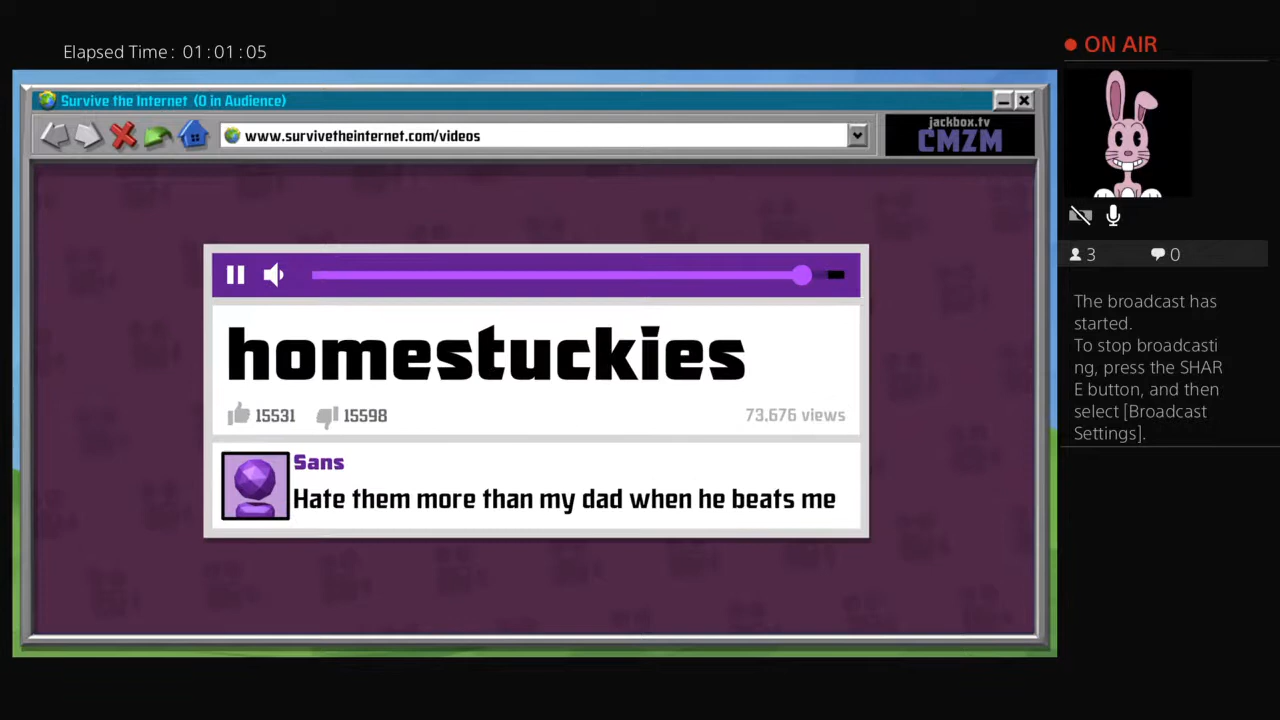 Elapsed Time: 01:01:05
ON AIR
Survive the Internet (0 in Audience)
www.survivetheinternet.com/videos
jackbox.tv
CMZM
3
0
homestuckies
15531
15598
73,676 views
Sans
Hate them more than my dad when he beats me
The broadcast has
started.
To stop broadcasti
ng, press the SHAR
E button, and then
select [Broadcast
Settings].